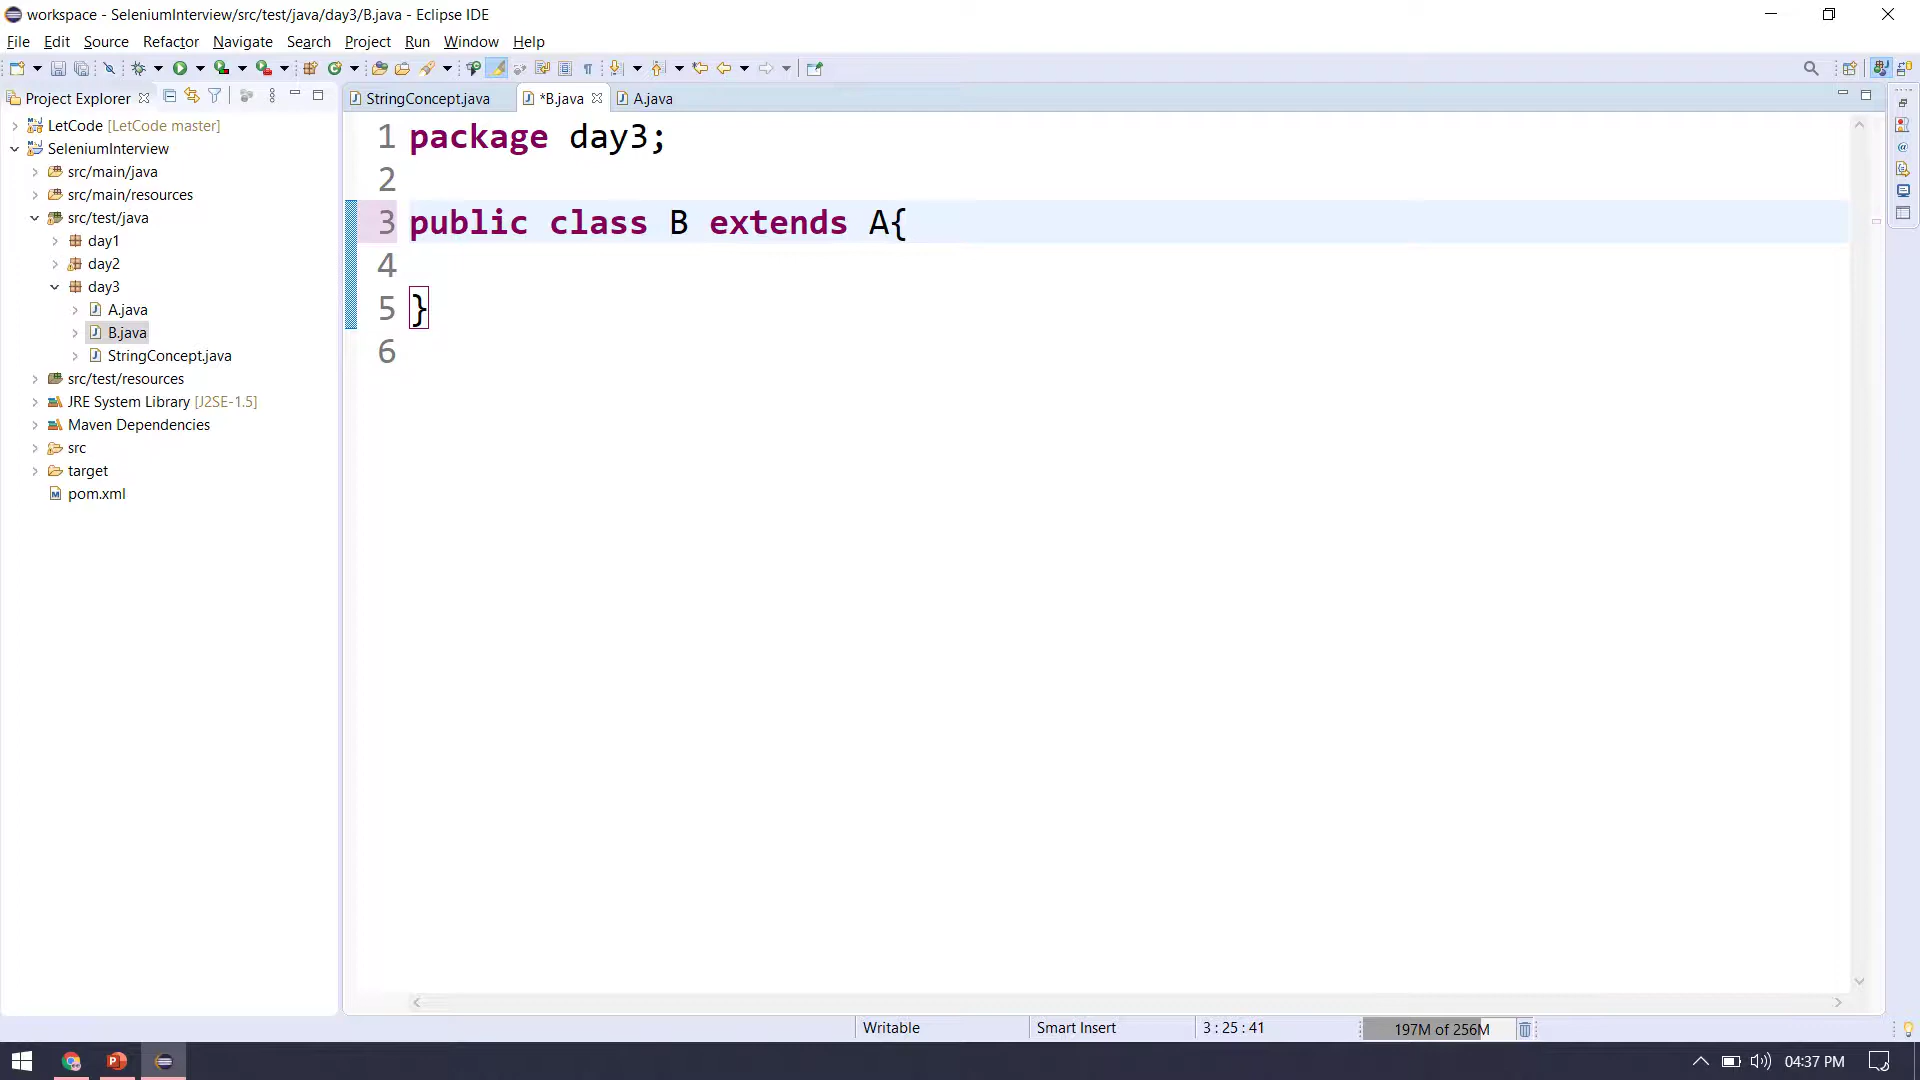 workspace - SeleniumInterview/src/test/java/day3/B.java - Eclipse IDE
File Edit Source Refactor Navigate Search Project Run Window Help
Project Explorer
StringConcept.java
*B.java
A.java
LetCode [LetCode master]
SeleniumInterview
src/main/java
src/main/resources
src/test/java
day1
day2
day3
A.java
B.java
StringConcept.java
src/test/resources
JRE System Library [J2SE-1.5]
Maven Dependencies
src
target
pom.xml
1 package day3;
2
3 public class B extends A{
4
5 }
6
Writable
Smart Insert
3 : 25 : 41
197M of 256M
04:37 PM